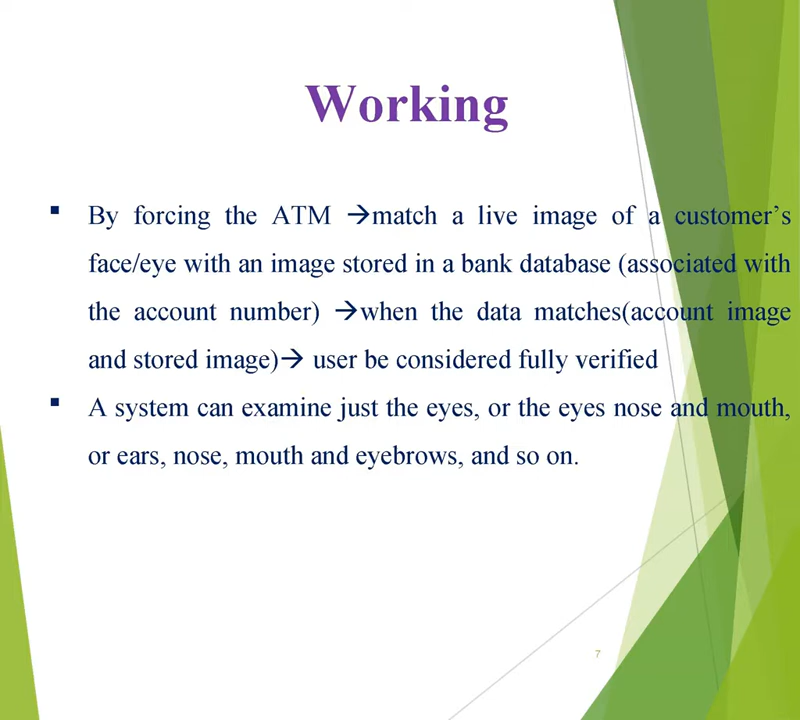 Working
▪ By forcing the ATM →match a live image of a customer’s
face/eye with an image stored in a bank database (associated with
the account number) →when the data matches(account image
and stored image)→ user be considered fully verified
▪ A system can examine just the eyes, or the eyes nose and mouth,
or ears, nose, mouth and eyebrows, and so on.
7